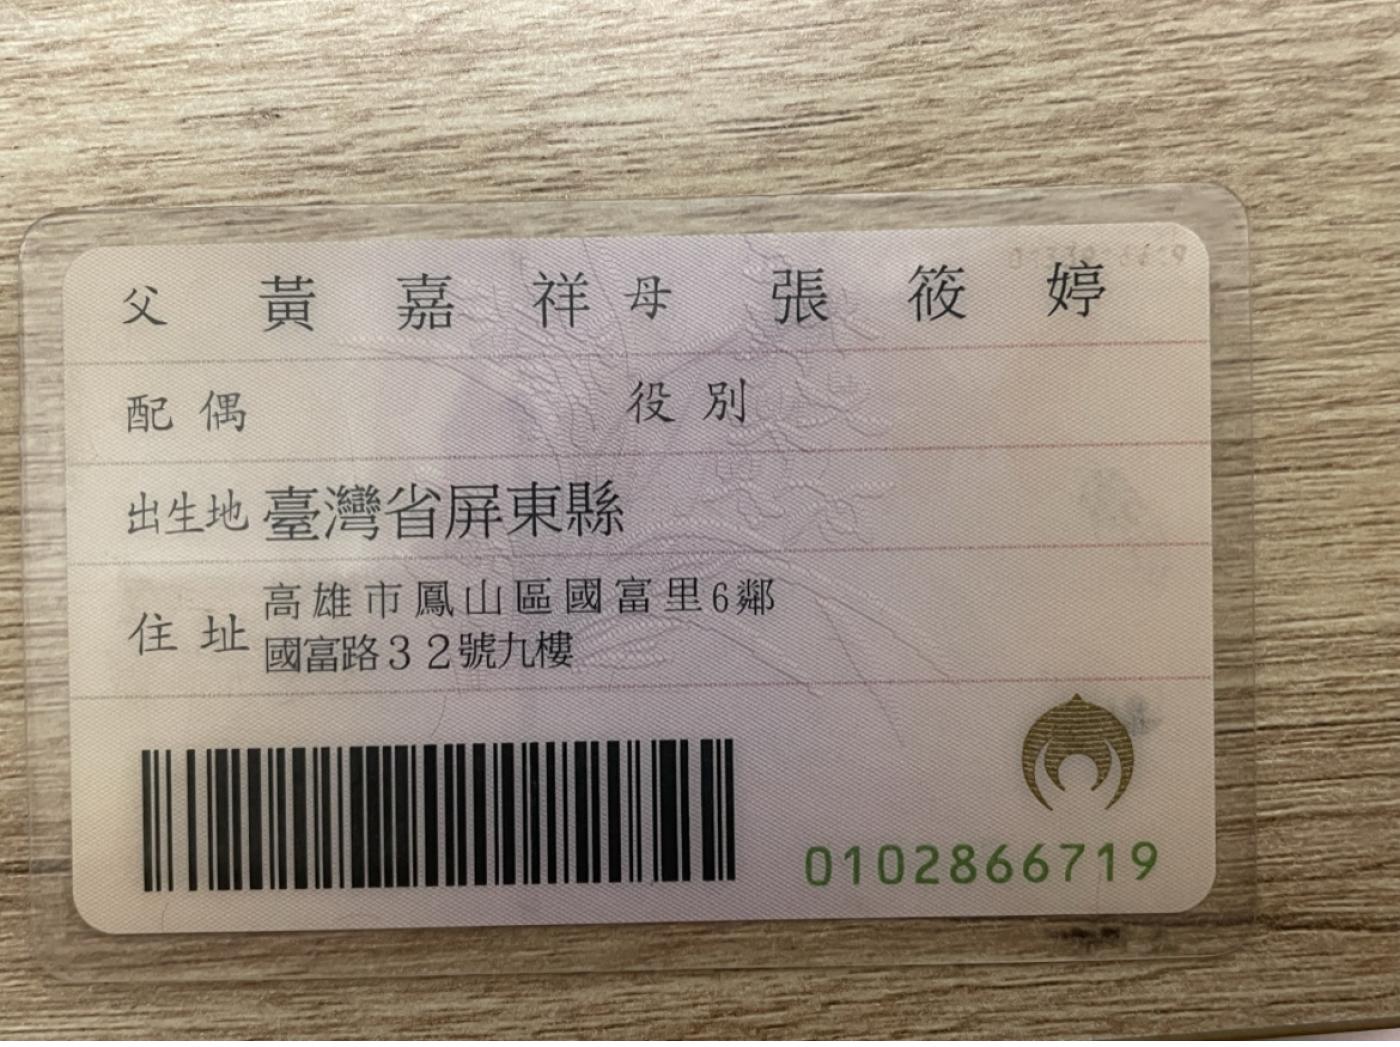 父 黃嘉祥 母 張筱婷
配偶 役別
出生地 臺灣省屏東縣
住址 高雄市鳳山區國富里6鄰
國富路32號九樓
0102866719